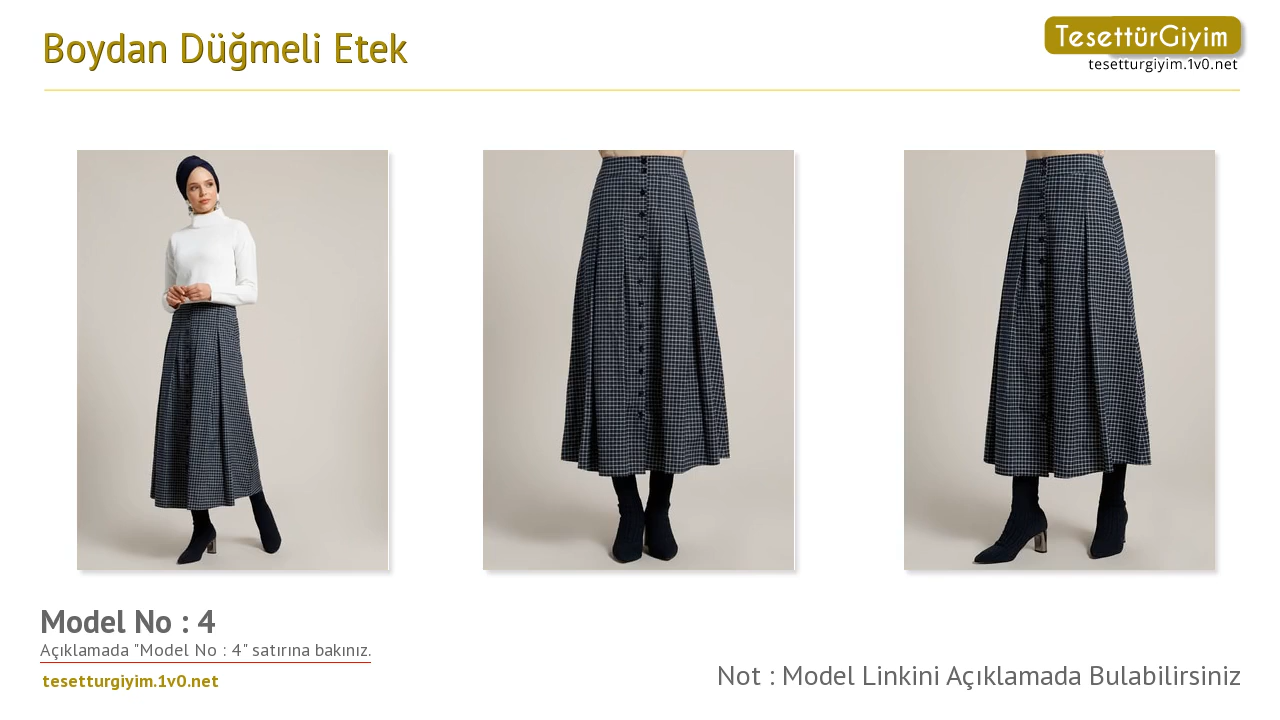 Boydan Düğmeli Etek
TesettürGiyim
tesetturgiyim.1v0.net
Model No : 4
Açıklamada "Model No : 4" satırına bakınız.
tesetturgiyim.1v0.net
Not : Model Linkini Açıklamada Bulabilirsiniz